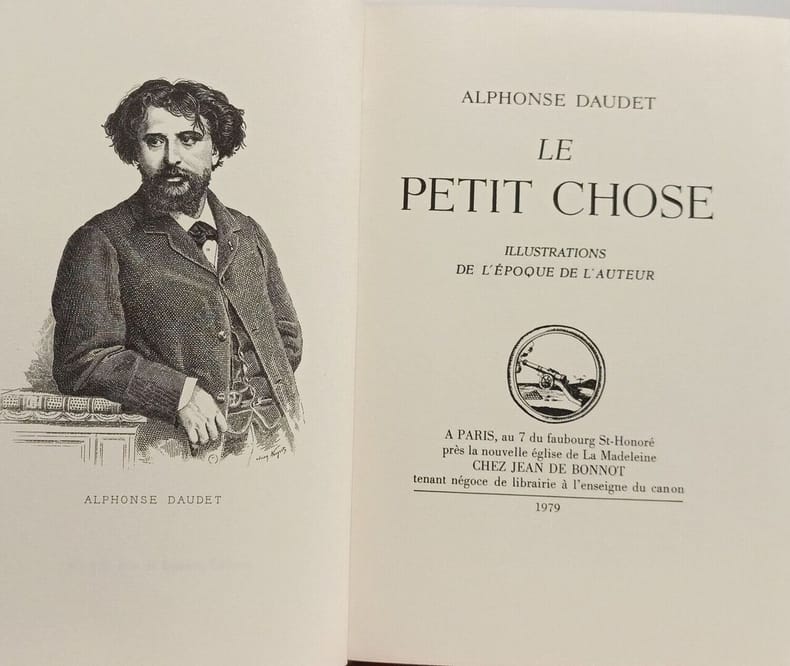 ALPHONSE DAUDET
ALPHONSE DAUDET
LE
PETIT CHOSE
ILLUSTRATIONS
DE L'ÉPOQUE DE L'AUTEUR
A PARIS, au 7 du faubourg St-Honoré
près la nouvelle église de La Madeleine
CHEZ JEAN DE BONNOT
tenant négoce de librairie à l'enseigne du canon
1979